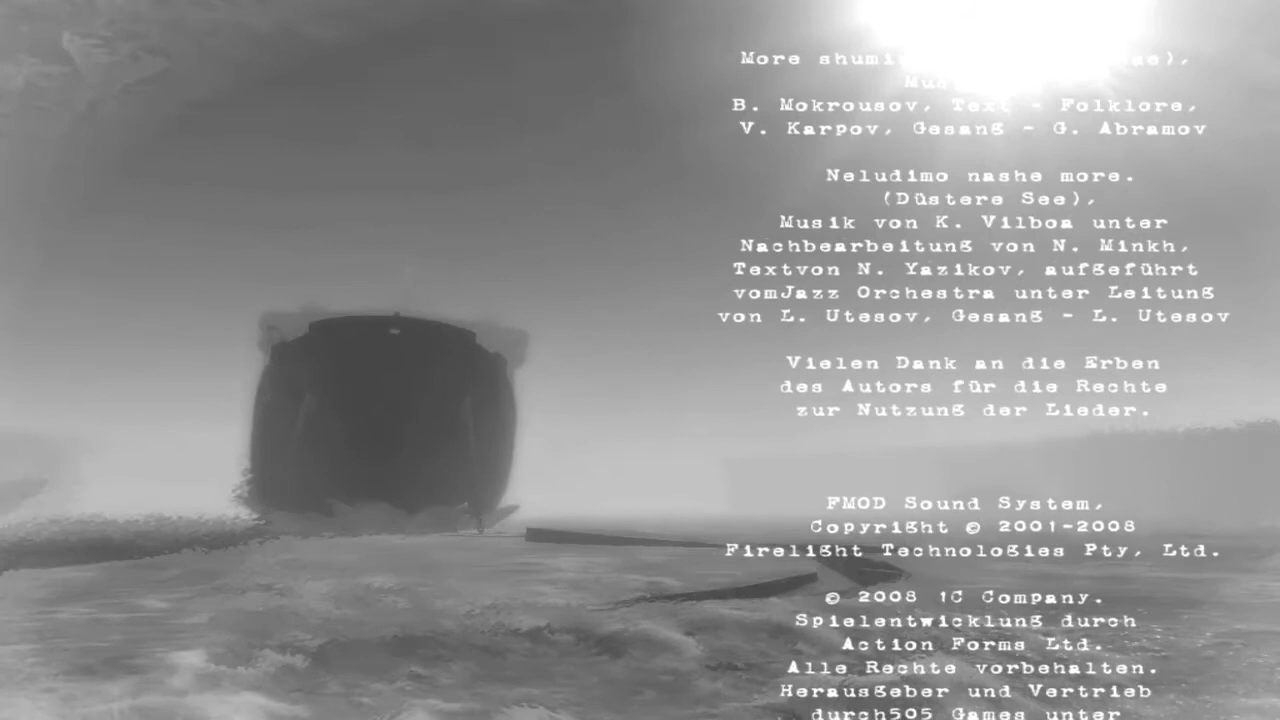 More shumi ae),
Mus
B. Mokrousov, Text - Folklore,
V. Karpov, Gesang - G. Abramov
Neludimo nashe more.
(Düstere See),
Musik von K. Vilboa unter
Nachbearbeitung von N. Minkh,
Textvon N. Yazikov, aufgeführt
vomJazz Orchestra unter Leitung
von L. Utesov, Gesang - L. Utesov
Vielen Dank an die Erben
des Autors für die Rechte
zur Nutzung der Lieder.
FMOD Sound System,
Copyright © 2001-2008
Firelight Technologies Pty, Ltd.
© 2008 1C Company.
Spielentwicklung durch
Action Forms Ltd.
Alle Rechte vorbehalten.
Herausgeber und Vertrieb
durch505 Games unter